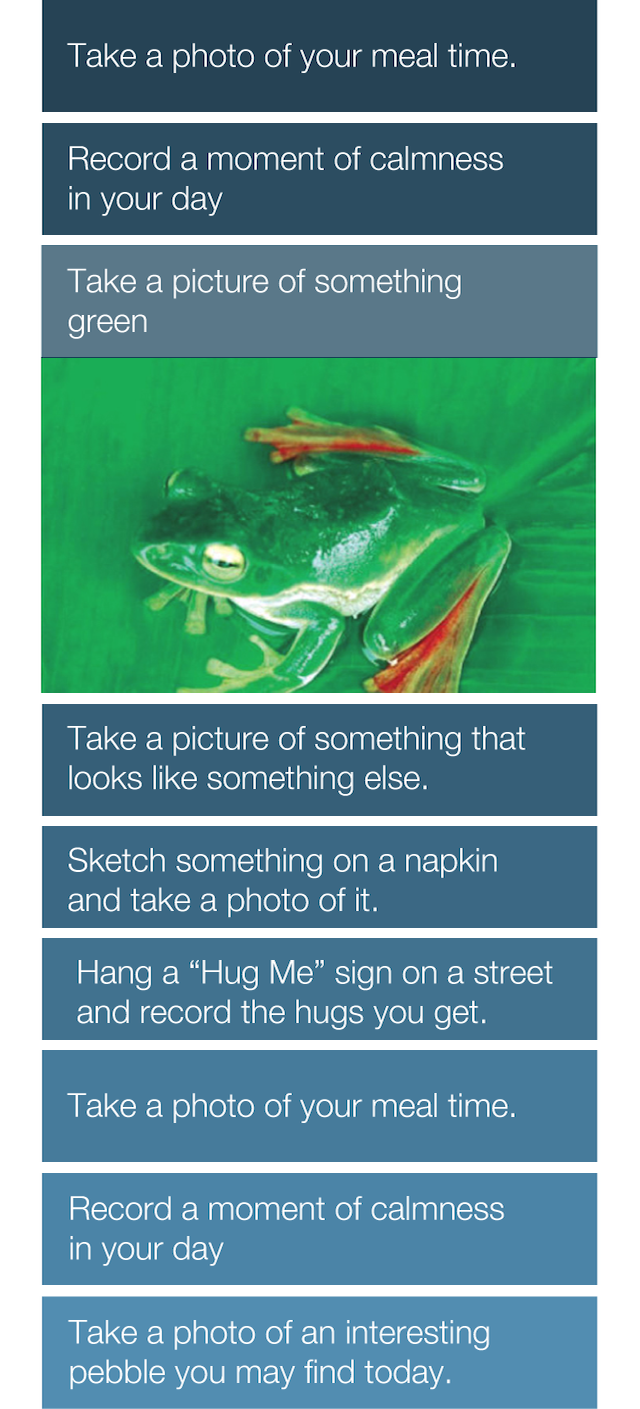 Take a photo of your meal time.
Record a moment of calmness
in your day
Take a picture of something
green
Take a picture of something that
looks like something else.
Sketch something on a napkin
and take a photo of it.
Hang a “Hug Me” sign on a street
and record the hugs you get.
Take a photo of your meal time.
Record a moment of calmness
in your day
Take a photo of an interesting
pebble you may find today.